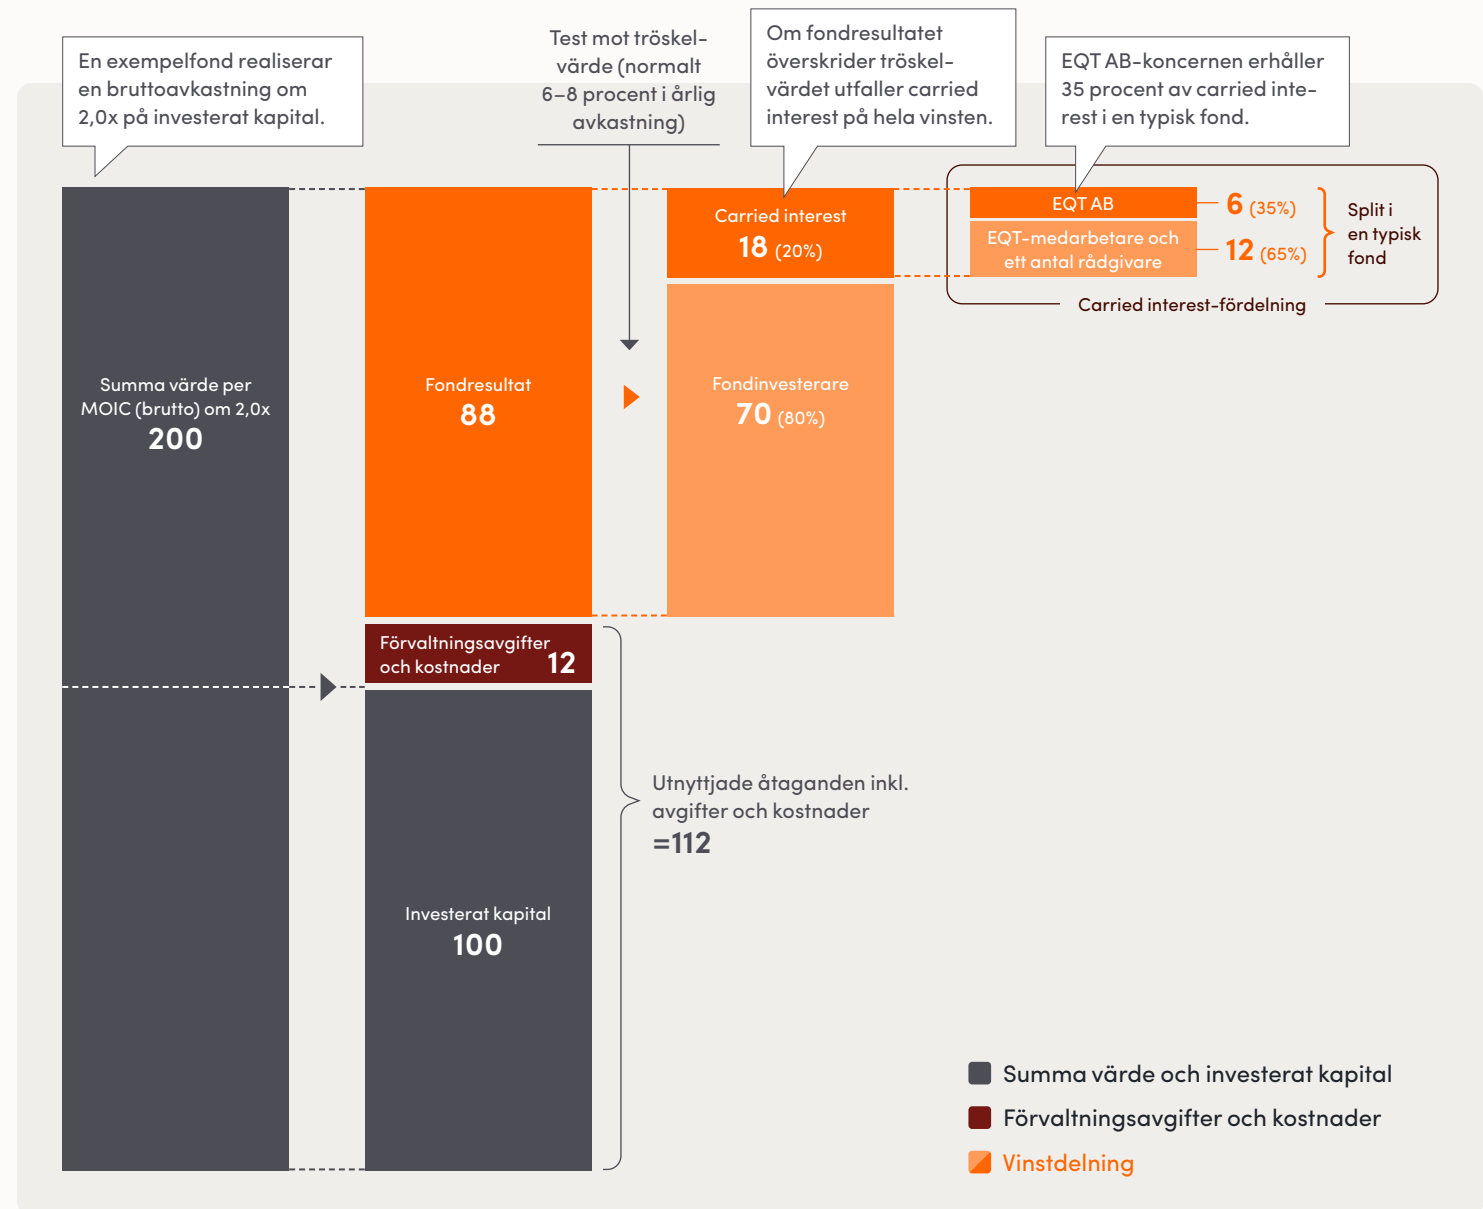 En exempelfond realiserar
en bruttoavkastning om
2,0x på investerat kapital.
Test mot tröskel-
värde (normalt
6–8 procent i årlig
avkastning)
Om fondresultatet
överskrider tröskel-
värdet utfaller carried
interest på hela vinsten.
EQT AB-koncernen erhåller
35 procent av carried inte-
rest i en typisk fond.
Summa värde per
MOIC (brutto) om 2,0x
200
Fondresultat
88
Förvaltningsavgifter
och kostnader 12
Investerat kapital
100
Carried interest
18 (20%)
Fondinvesterare
70 (80%)
EQT AB
6 (35%)
EQT-medarbetare och
ett antal rådgivare
12 (65%)
Split i
en typisk
fond
Carried interest-fördelning
Utnyttjade åtaganden inkl.
avgifter och kostnader
=112
Summa värde och investerat kapital
Förvaltningsavgifter och kostnader
Vinstdelning